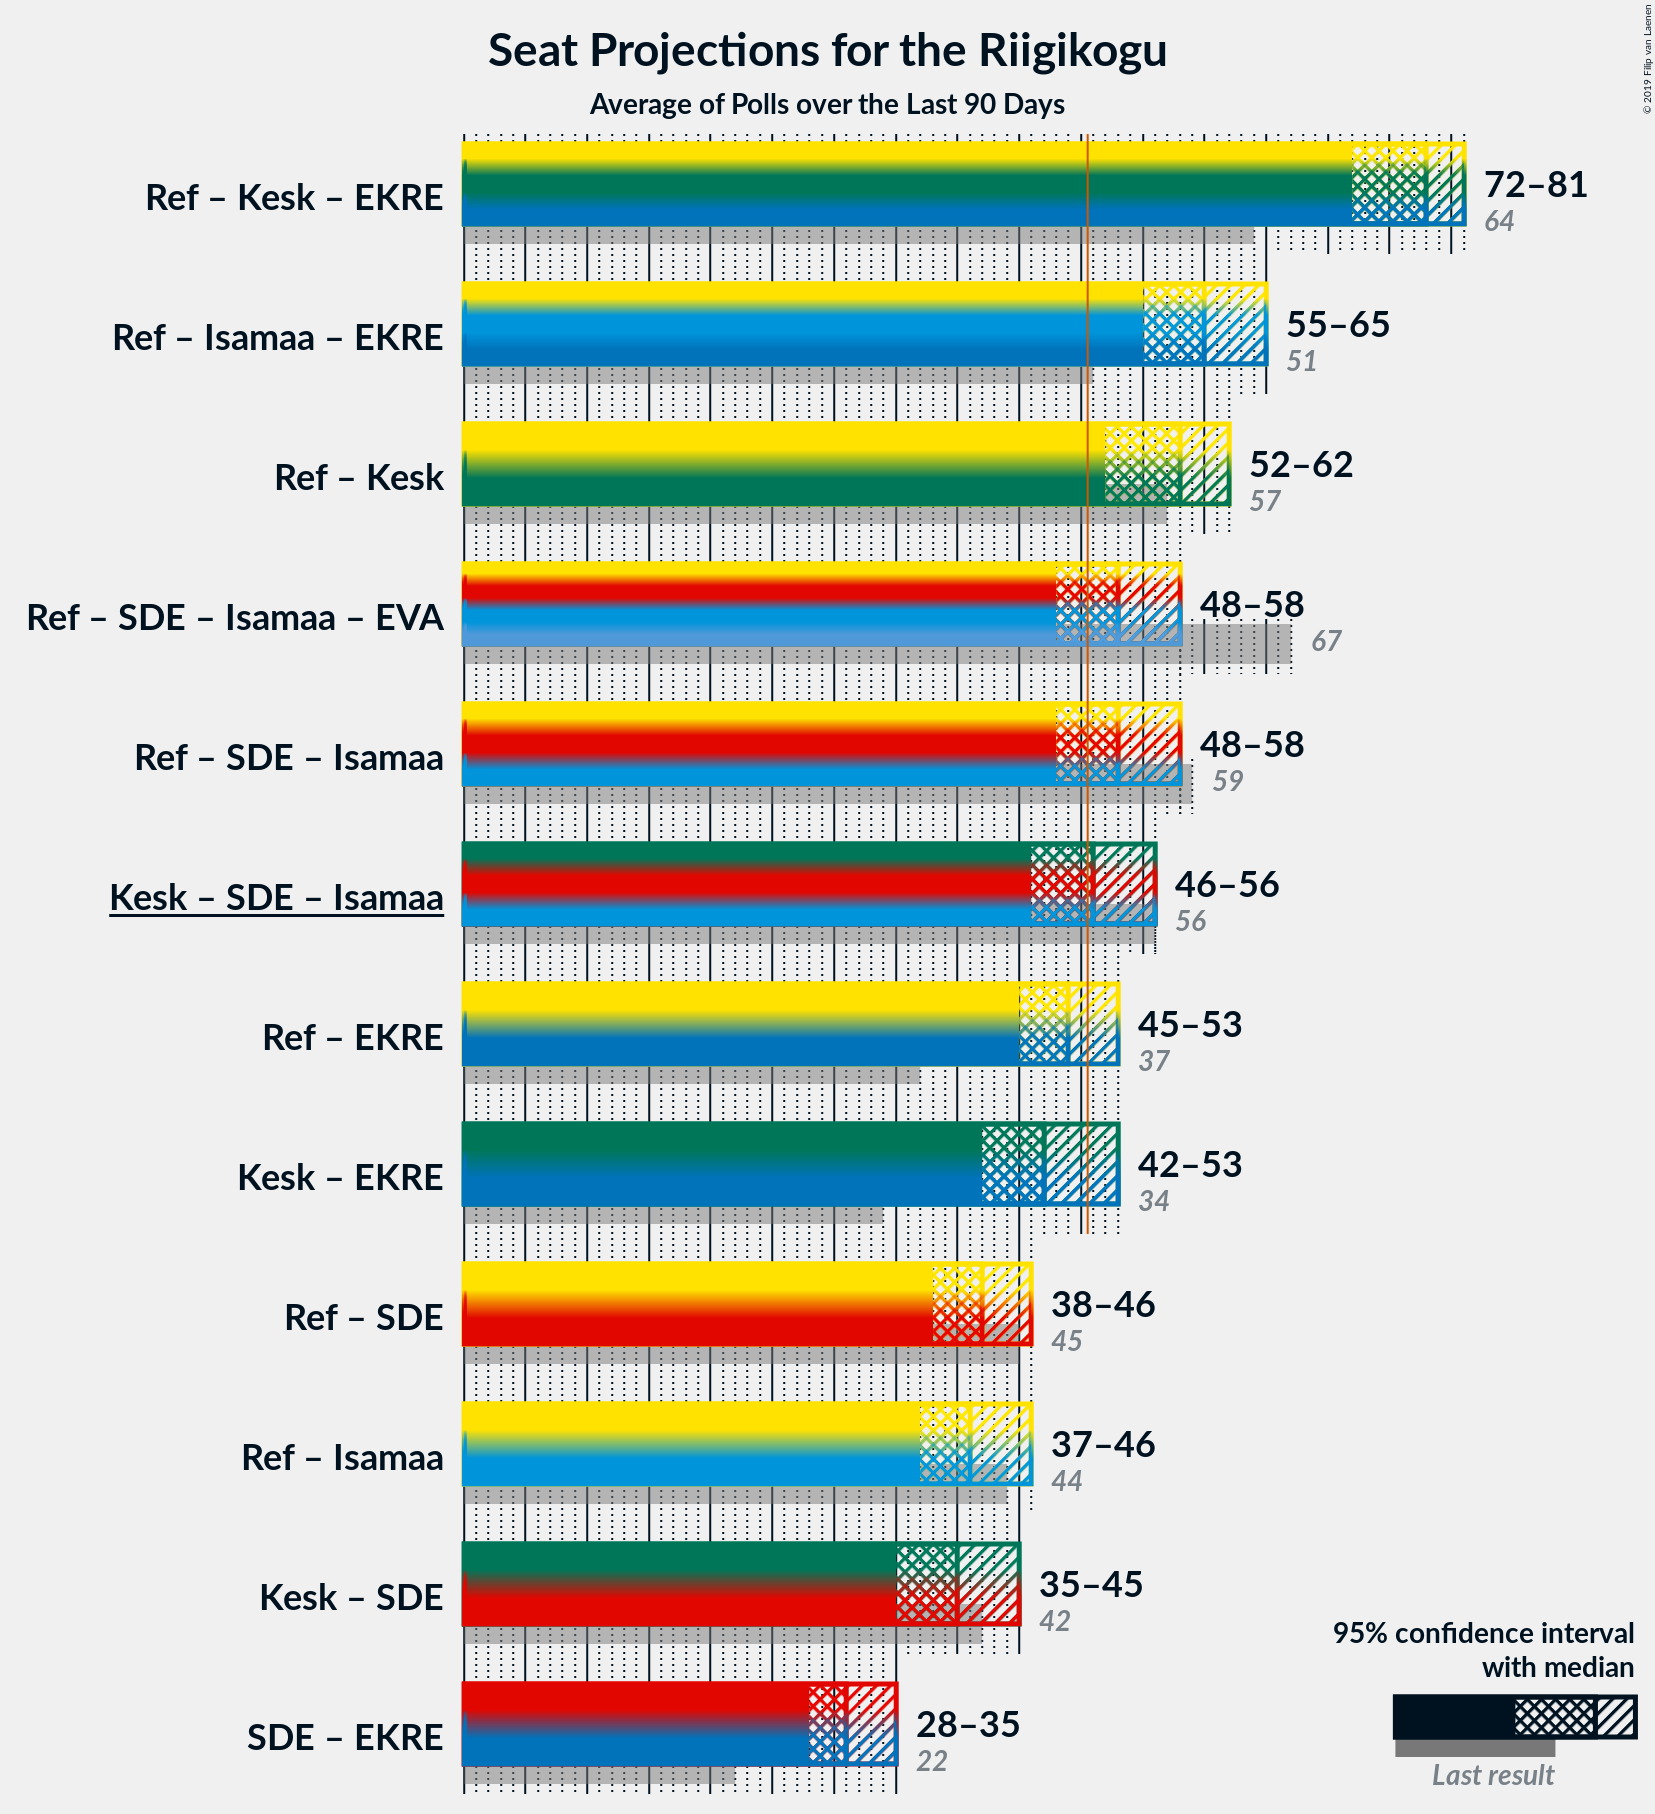 Seat Projections for the Riigikogu
Average of Polls over the Last 90 Days
© 2019 Filip van Laenen
Ref – Kesk – EKRE
72–81
64
Ref – Isamaa – EKRE
55–65
51
Ref – Kesk
52–62
57
Ref – SDE – Isamaa – EVA
48–58
67
Ref – SDE – Isamaa
48–58
59
Kesk – SDE – Isamaa
46–56
56
Ref – EKRE
45–53
37
Kesk – EKRE
42–53
34
Ref – SDE
38–46
45
Ref – Isamaa
37–46
44
Kesk – SDE
35–45
42
SDE – EKRE
28–35
22
95% confidence interval
with median
Last result